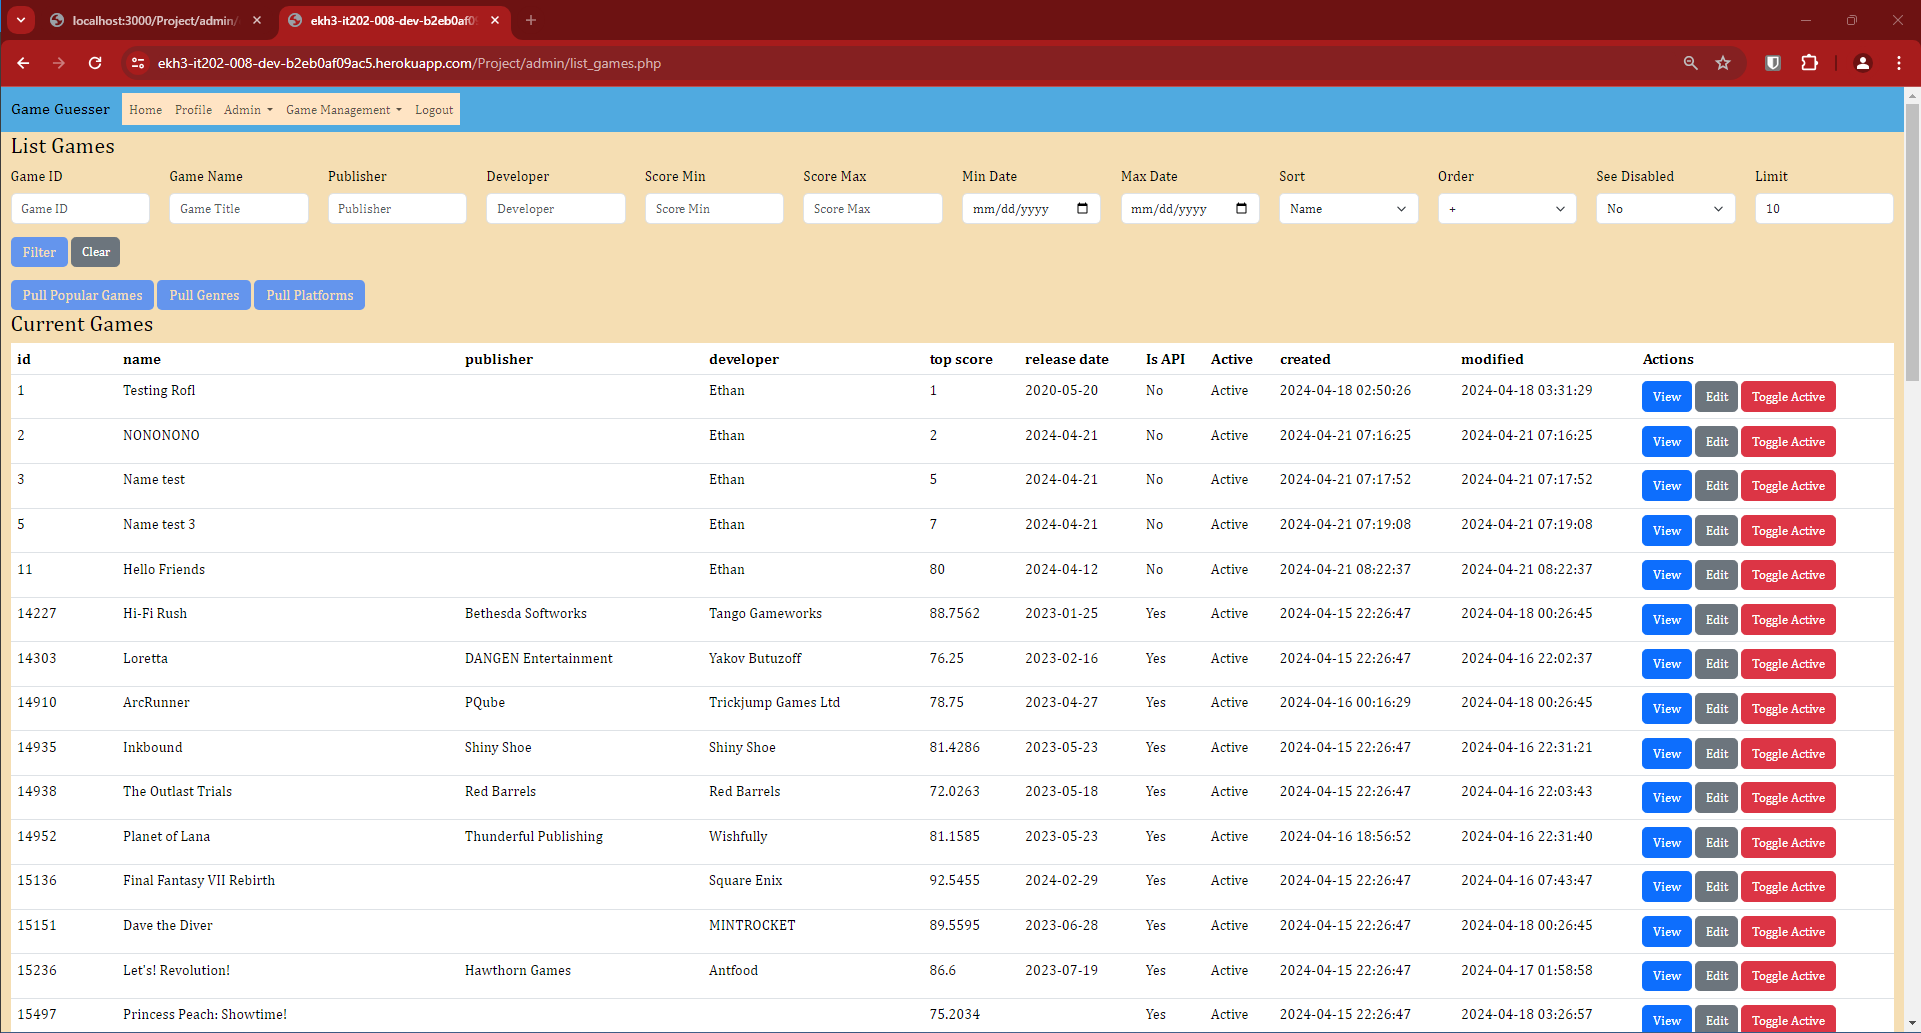 localhost:3000/Project/admin/
ekh3-it202-008-dev-b2eb0af09
ekh3-it202-008-dev-b2eb0af09ac5.herokuapp.com/Project/admin/list_games.php
Game Guesser Home Profile Admin Game Management Logout
List Games
Game ID Game Name Publisher Developer Score Min Score Max Min Date Max Date Sort Order See Disabled Limit
Game ID Game Title Publisher Developer Score Min Score Max mm/dd/yyyy mm/dd/yyyy Name + No 10
Filter Clear
Pull Popular Games Pull Genres Pull Platforms
Current Games
id name publisher developer top score release date Is API Active created modified Actions
1 Testing Rofl Ethan 1 2020-05-20 No Active 2024-04-18 02:50:26 2024-04-18 03:31:29 View Edit Toggle Active
2 NONONONO Ethan 2 2024-04-21 No Active 2024-04-21 07:16:25 2024-04-21 07:16:25 View Edit Toggle Active
3 Name test Ethan 5 2024-04-21 No Active 2024-04-21 07:17:52 2024-04-21 07:17:52 View Edit Toggle Active
5 Name test 3 Ethan 7 2024-04-21 No Active 2024-04-21 07:19:08 2024-04-21 07:19:08 View Edit Toggle Active
11 Hello Friends Ethan 80 2024-04-12 No Active 2024-04-21 08:22:37 2024-04-21 08:22:37 View Edit Toggle Active
14227 Hi-Fi Rush Bethesda Softworks Tango Gameworks 88.7562 2023-01-25 Yes Active 2024-04-15 22:26:47 2024-04-18 00:26:45 View Edit Toggle Active
14303 Loretta DANGEN Entertainment Yakov Butuzoff 76.25 2023-02-16 Yes Active 2024-04-15 22:26:47 2024-04-16 22:02:37 View Edit Toggle Active
14910 ArcRunner PQube Trickjump Games Ltd 78.75 2023-04-27 Yes Active 2024-04-16 00:16:29 2024-04-18 00:26:45 View Edit Toggle Active
14935 Inkbound Shiny Shoe Shiny Shoe 81.4286 2023-05-23 Yes Active 2024-04-15 22:26:47 2024-04-16 22:31:21 View Edit Toggle Active
14938 The Outlast Trials Red Barrels Red Barrels 72.0263 2023-05-18 Yes Active 2024-04-15 22:26:47 2024-04-16 22:03:43 View Edit Toggle Active
14952 Planet of Lana Thunderful Publishing Wishfully 81.1585 2023-05-23 Yes Active 2024-04-16 18:56:52 2024-04-16 22:31:40 View Edit Toggle Active
15136 Final Fantasy VII Rebirth Square Enix 92.5455 2024-02-29 Yes Active 2024-04-15 22:26:47 2024-04-16 07:43:47 View Edit Toggle Active
15151 Dave the Diver MINTROCKET 89.5595 2023-06-28 Yes Active 2024-04-15 22:26:47 2024-04-18 00:26:45 View Edit Toggle Active
15236 Let's! Revolution! Hawthorn Games Antfood 86.6 2023-07-19 Yes Active 2024-04-15 22:26:47 2024-04-17 01:58:58 View Edit Toggle Active
15497 Princess Peach: Showtime! 75.2034 Yes Active 2024-04-15 22:26:47 2024-04-18 03:26:57 View Edit Toggle Active